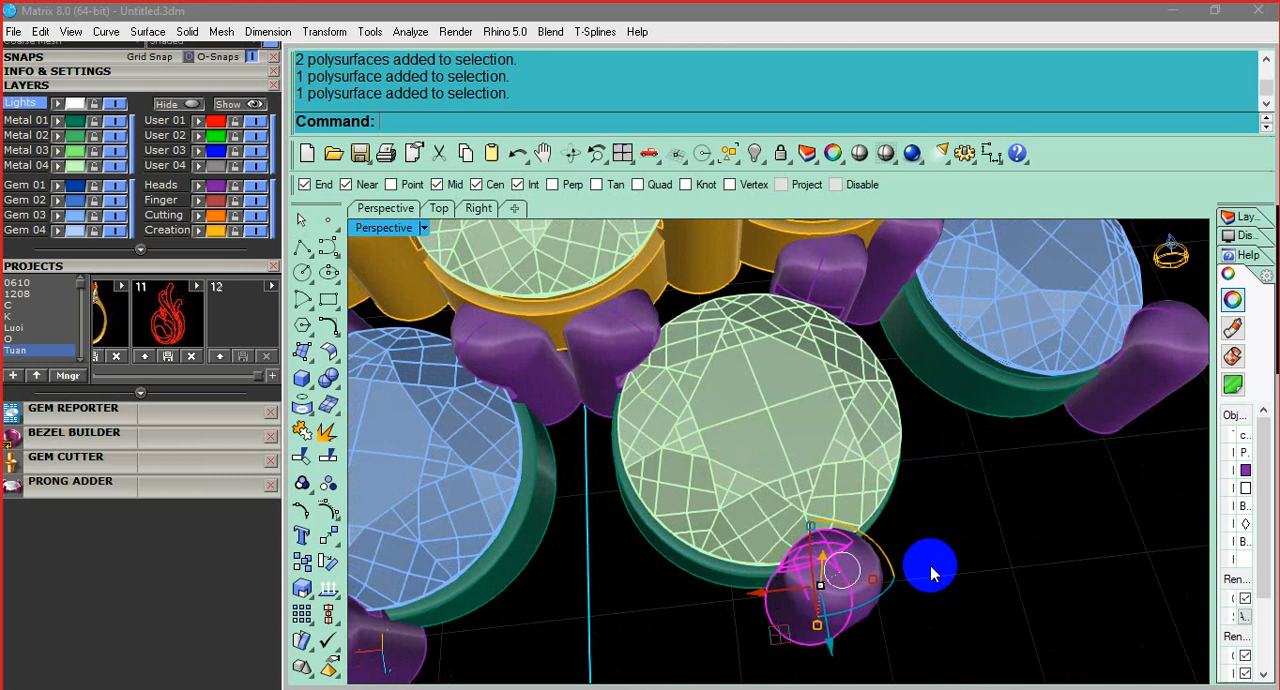 Matrix 8.0 (64-bit) - Untitled.3dm
File Edit View Curve Surface Solid Mesh Dimension Transform Tools Analyze Render Rhino 5.0 Blend T-Splines Help
SNAPS Grid Snap O-Snaps
INFO & SETTINGS
LAYERS
Lights Hide Show
Metal 01 User 01
Metal 02 User 02
Metal 03 User 03
Metal 04 User 04
Gem 01 Heads
Gem 02 Finger
Gem 03 Cutting
Gem 04 Creation
PROJECTS
0610
1208
C
K
Luoi
O
Tuan
11 12
Mngr
GEM REPORTER
BEZEL BUILDER
GEM CUTTER
PRONG ADDER
2 polysurfaces added to selection.
1 polysurface added to selection.
1 polysurface added to selection.
Command:
End Near Point Mid Cen Int Perp Tan Quad Knot Vertex Project Disable
Perspective Top Right
Perspective
Lay...
Dis...
Help
Obj...
c...
P.
B...
B...
Ren...
Ren...